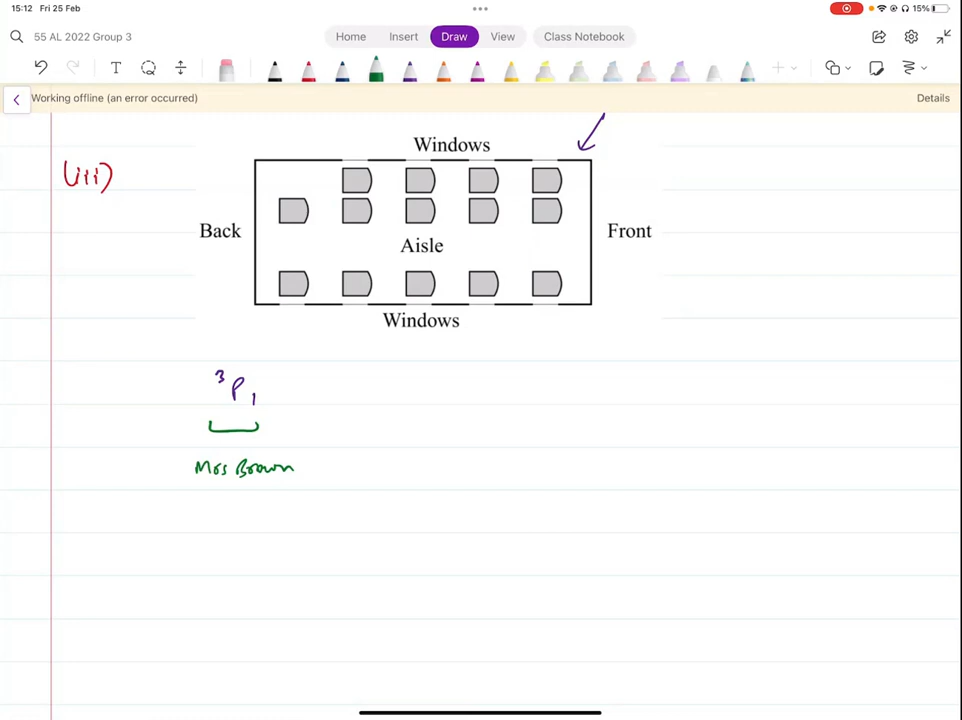 15:12 Fri 25 Feb
15%
55 AL 2022 Group 3
Home Insert Draw View Class Notebook
T
Working offline (an error occurred) Details
Windows
(iii)
Back
Aisle
Front
Windows
³P₁
Mrs Brown